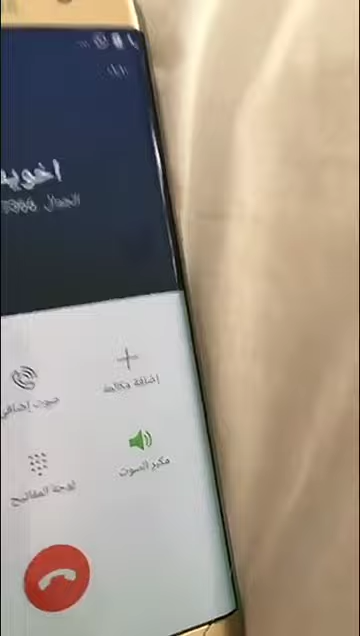 اخوي
الجوال
إضافة مكالمة
صوت إضافي
مكبر الصوت
لوحة المفاتيح